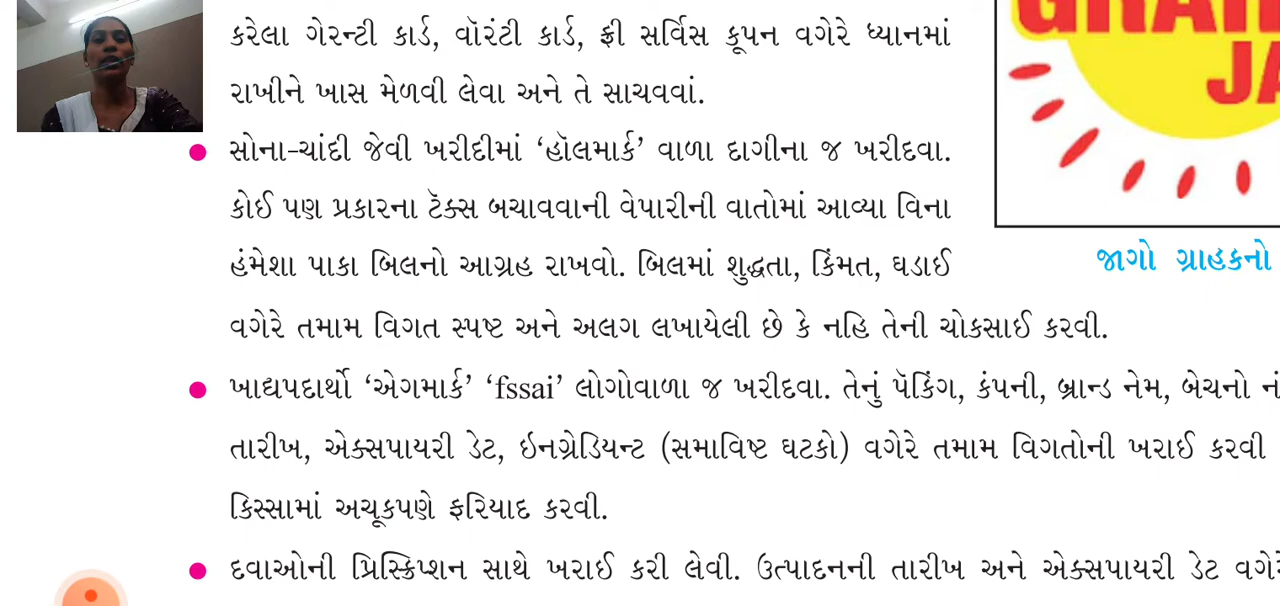 કરેલા ગેરન્ટી કાર્ડ, વૉરંટી કાર્ડ, ફ્રી સર્વિસ કૂપન વગેરે ધ્યાનમાં
રાખીને ખાસ મેળવી લેવા અને તે સાચવવાં.
● સોના-ચાંદી જેવી ખરીદીમાં ‘હૉલમાર્ક’ વાળા દાગીના જ ખરીદવા.
કોઈ પણ પ્રકારના ટૅક્સ બચાવવાની વેપારીની વાતોમાં આવ્યા વિના
હંમેશા પાકા બિલનો આગ્રહ રાખવો. બિલમાં શુદ્ધતા, કિંમત, ઘડાઈ
વગેરે તમામ વિગત સ્પષ્ટ અને અલગ લખાયેલી છે કે નહિ તેની ચોકસાઈ કરવી.
● ખાદ્યપદાર્થો ‘એગમાર્ક’ ‘fssai’ લોગોવાળા જ ખરીદવા. તેનું પૅકિંગ, કંપની, બ્રાન્ડ નેમ, બેચનો નં
તારીખ, એક્સપાયરી ડેટ, ઇનગ્રેડિયન્ટ (સમાવિષ્ટ ઘટકો) વગેરે તમામ વિગતોની ખરાઈ કરવી
કિસ્સામાં અચૂકપણે ફરિયાદ કરવી.
● દવાઓની પ્રિસ્ક્રિપ્શન સાથે ખરાઈ કરી લેવી. ઉત્પાદનની તારીખ અને એક્સપાયરી ડેટ વગેરે
JA
જાગો ગ્રાહકનો